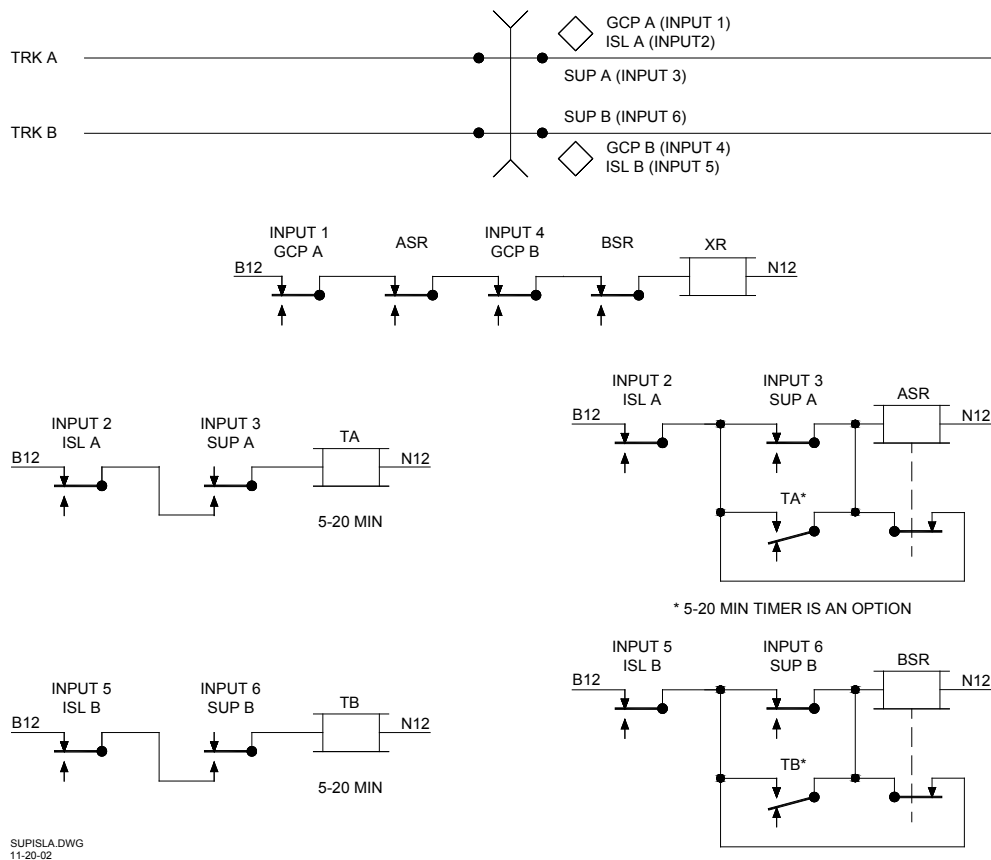 GCP A (INPUT 1)
ISL A (INPUT2)
TRK A
SUP A (INPUT 3)
SUP B (INPUT 6)
TRK B
GCP B (INPUT 4)
ISL B (INPUT 5)
INPUT 1
GCP A
ASR
INPUT 4
GCP B
BSR
XR
B12
N12
INPUT 2
ISL A
INPUT 3
SUP A
TA
B12
N12
5-20 MIN
INPUT 2
ISL A
INPUT 3
SUP A
ASR
B12
N12
TA*
* 5-20 MIN TIMER IS AN OPTION
INPUT 5
ISL B
INPUT 6
SUP B
TB
B12
N12
5-20 MIN
INPUT 5
ISL B
INPUT 6
SUP B
BSR
B12
N12
TB*
SUPISLA.DWG
11-20-02